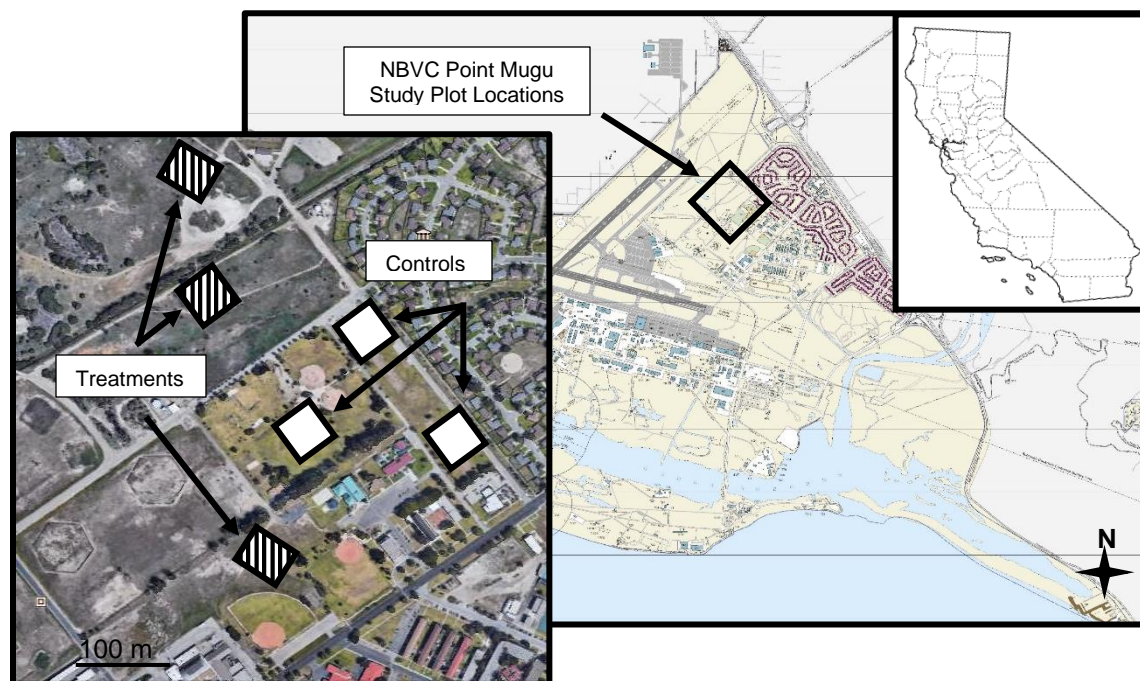 NBVC Point Mugu
Study Plot Locations
Controls
Treatments
100 m
N